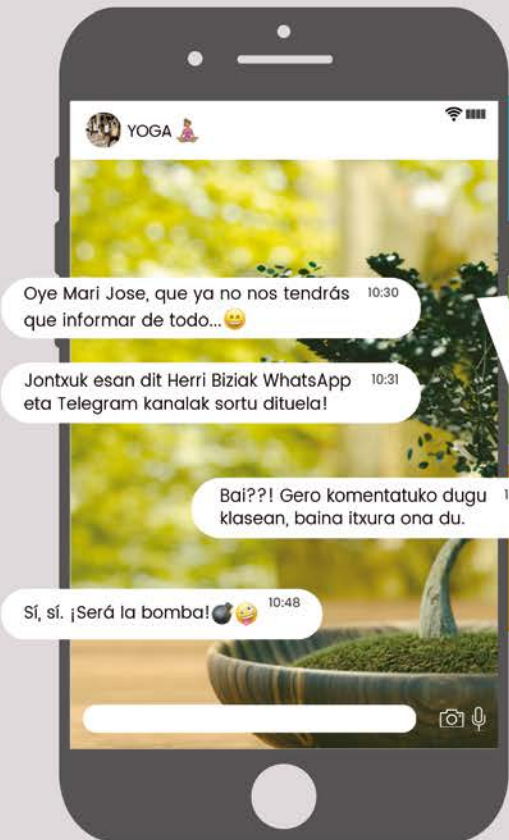 YOGA
Oye Mari Jose, que ya no nos tendrás 10:30
que informar de todo...😀
Jontxuk esan dit Herri Biziak WhatsApp 10:31
eta Telegram kanalak sortu dituela!
Bai??! Gero komentatuko dugu
klasean, baina itxura ona du.
Sí, sí. ¡Será la bomba!💣🤪 10:48